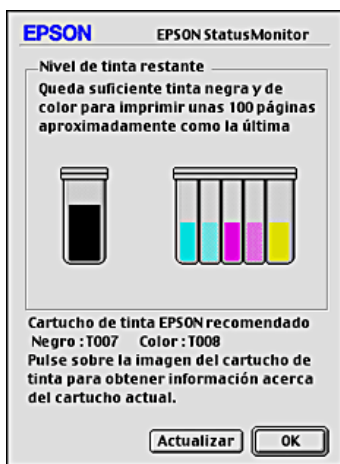 EPSON EPSON StatusMonitor
Nivel de tinta restante
Queda suficiente tinta negra y de
color para imprimir unas 100 páginas
aproximadamente como la última
Cartucho de tinta EPSON recomendado
Negro : T007 Color : T008
Pulse sobre la imagen del cartucho de
tinta para obtener información acerca
del cartucho actual.
Actualizar OK